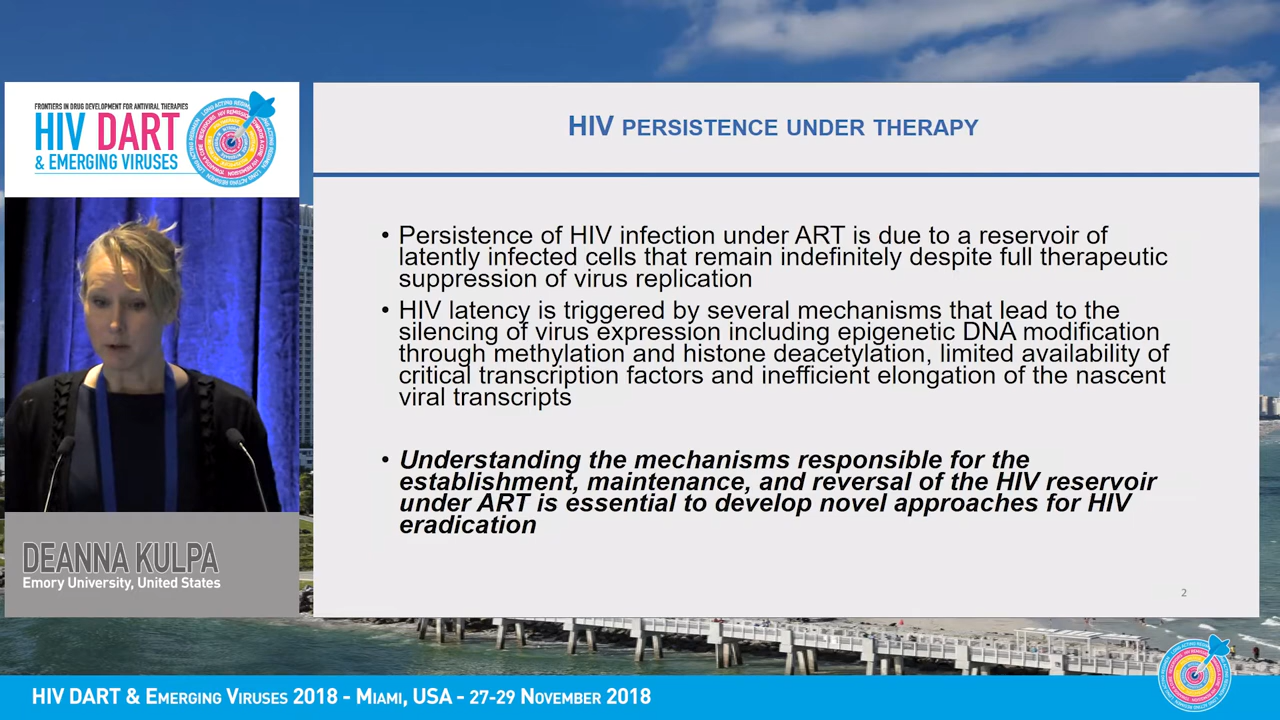 FRONTIERS IN DRUG DEVELOPMENT FOR ANTIVIRAL THERAPIES
HIV DART
& EMERGING VIRUSES
HIV PERSISTENCE UNDER THERAPY
• Persistence of HIV infection under ART is due to a reservoir of
latently infected cells that remain indefinitely despite full therapeutic
suppression of virus replication
• HIV latency is triggered by several mechanisms that lead to the
silencing of virus expression including epigenetic DNA modification
through methylation and histone deacetylation, limited availability of
critical transcription factors and inefficient elongation of the nascent
viral transcripts
• Understanding the mechanisms responsible for the
establishment, maintenance, and reversal of the HIV reservoir
under ART is essential to develop novel approaches for HIV
eradication
2
DEANNA KULPA
Emory University, United States
HIV DART & EMERGING VIRUSES 2018 - MIAMI, USA - 27-29 NOVEMBER 2018